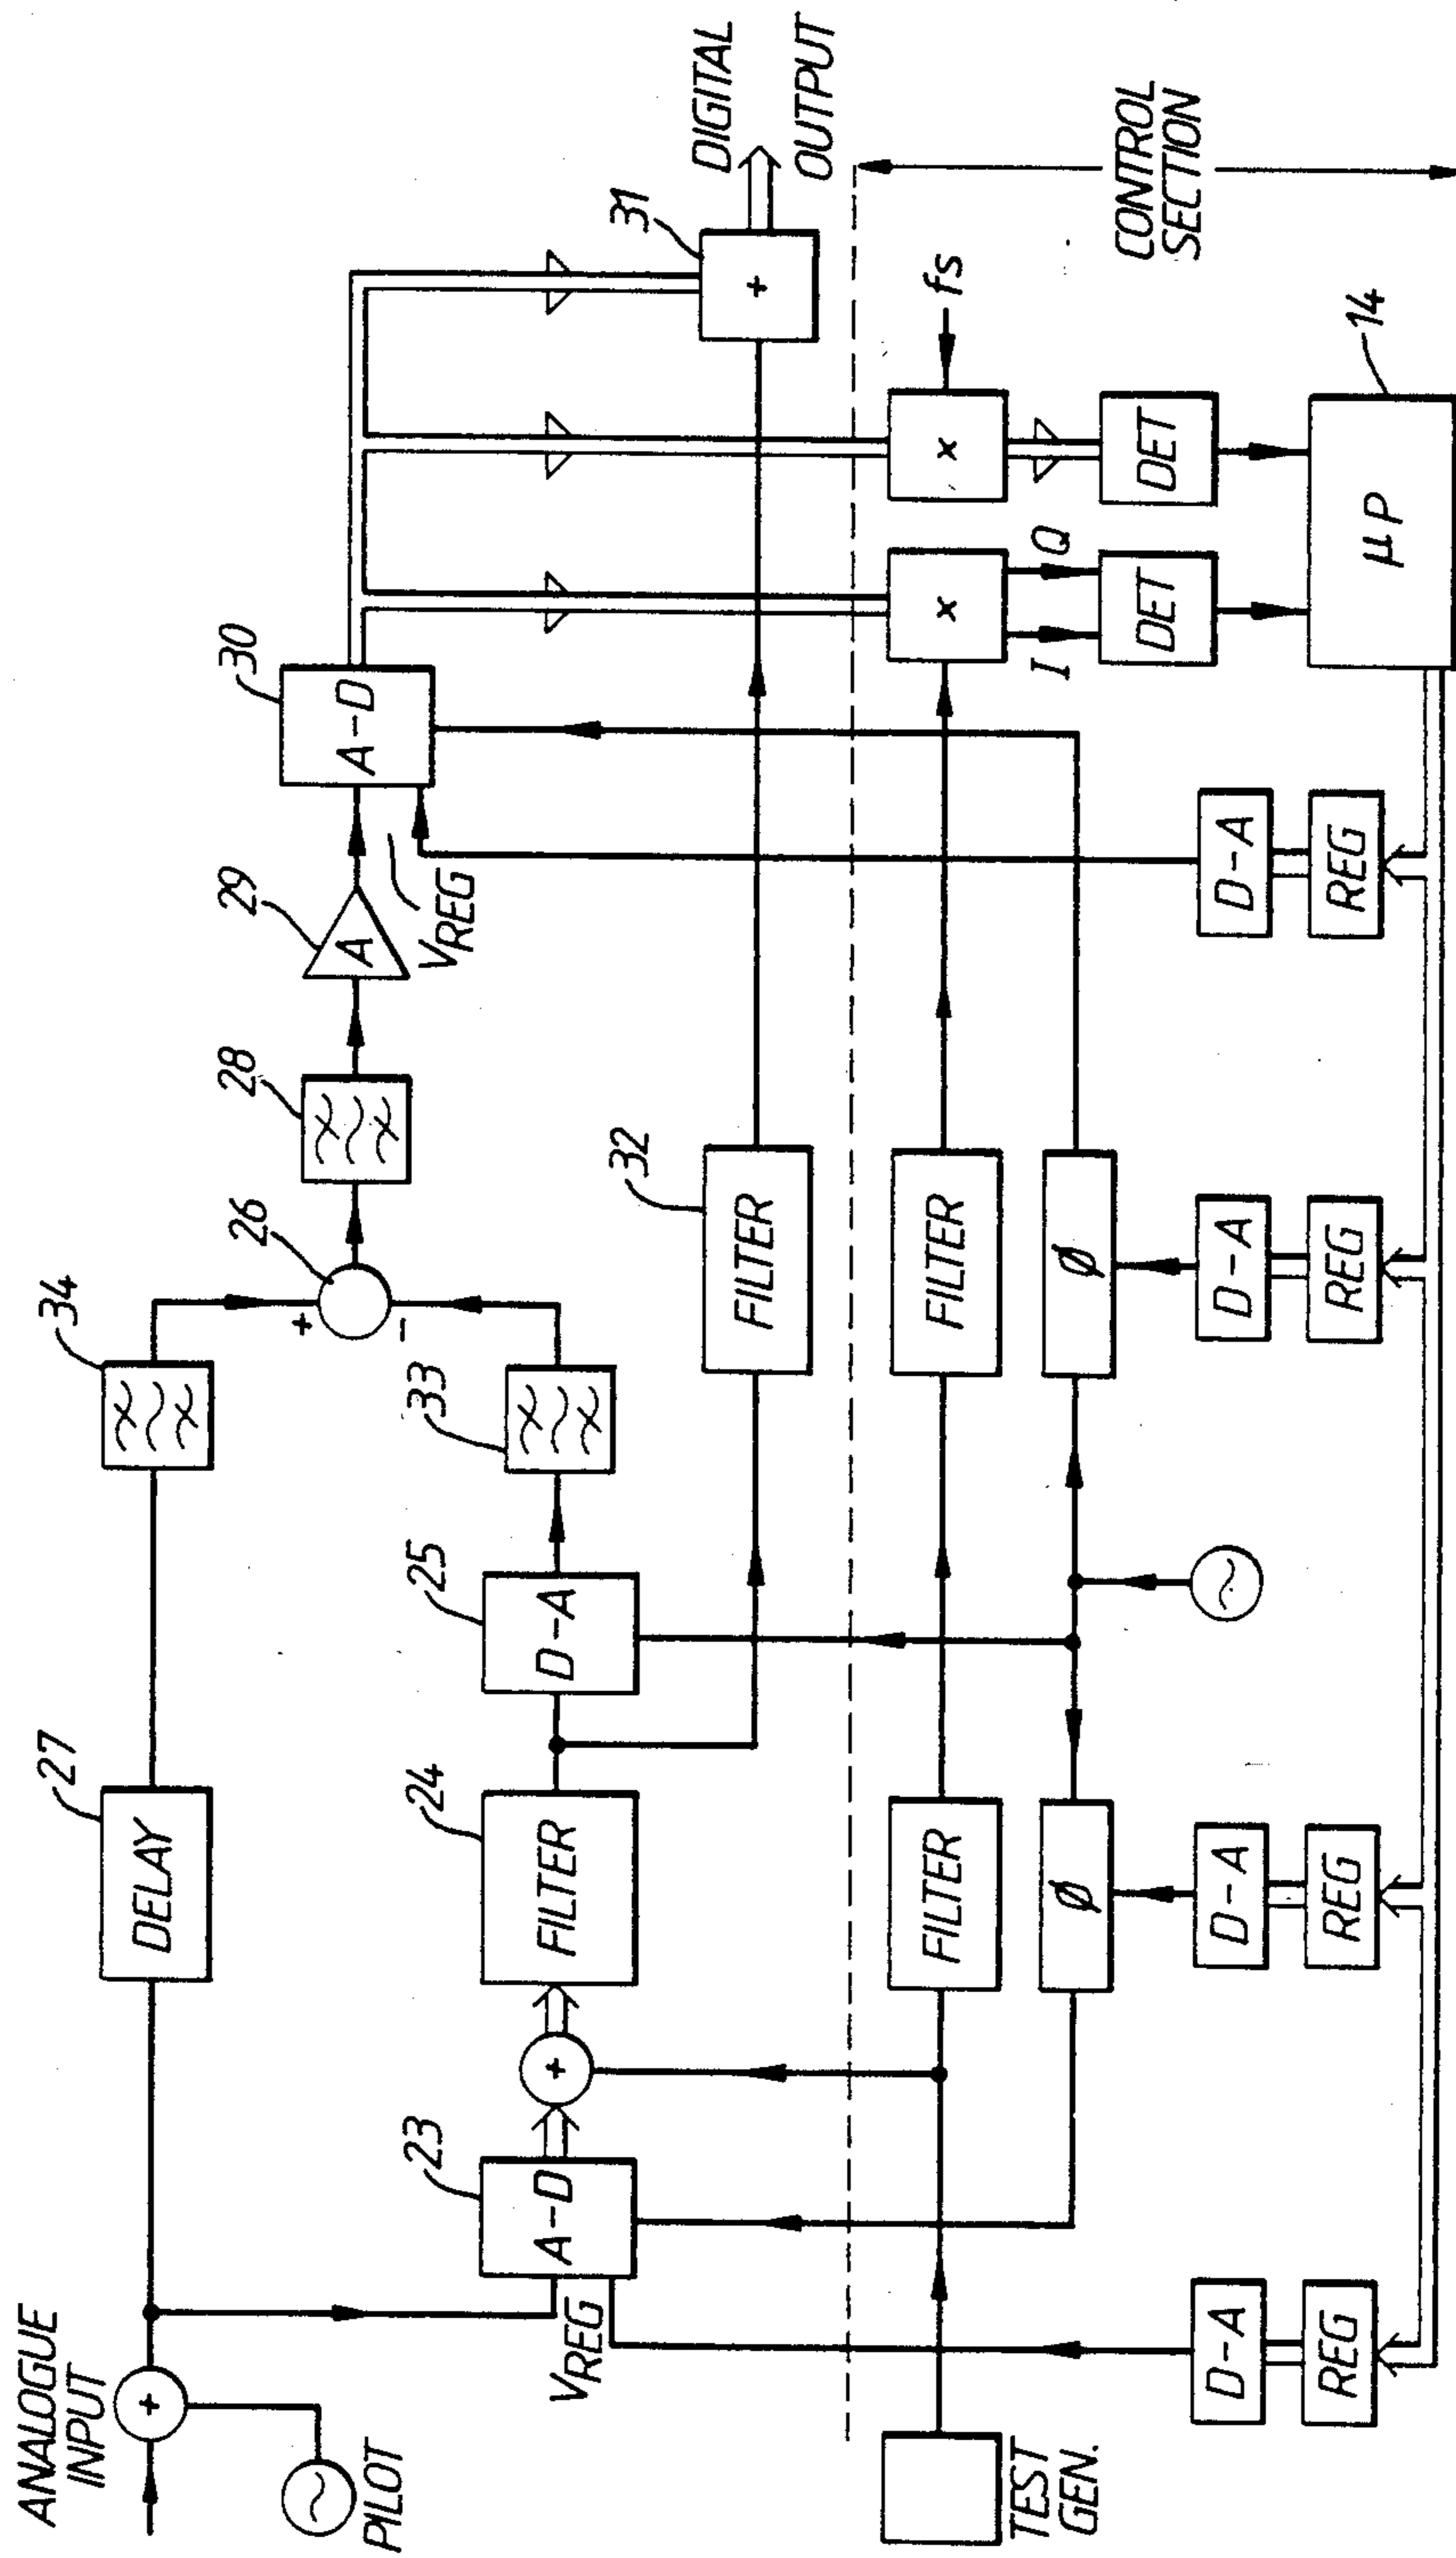 ANALOGUE
INPUT
+
PILOT
27
DELAY
34
26
+
-
28
29
A
30
A-D
VREG
23
A-D
VREG
+
24
FILTER
25
D-A
33
32
FILTER
31
+
DIGITAL
OUTPUT
TEST
GEN.
FILTER
FILTER
x
x
fs
I
Q
DET
DET
CONTROL
SECTION
Ø
Ø
D-A
REG
D-A
REG
D-A
REG
D-A
REG
14
μP